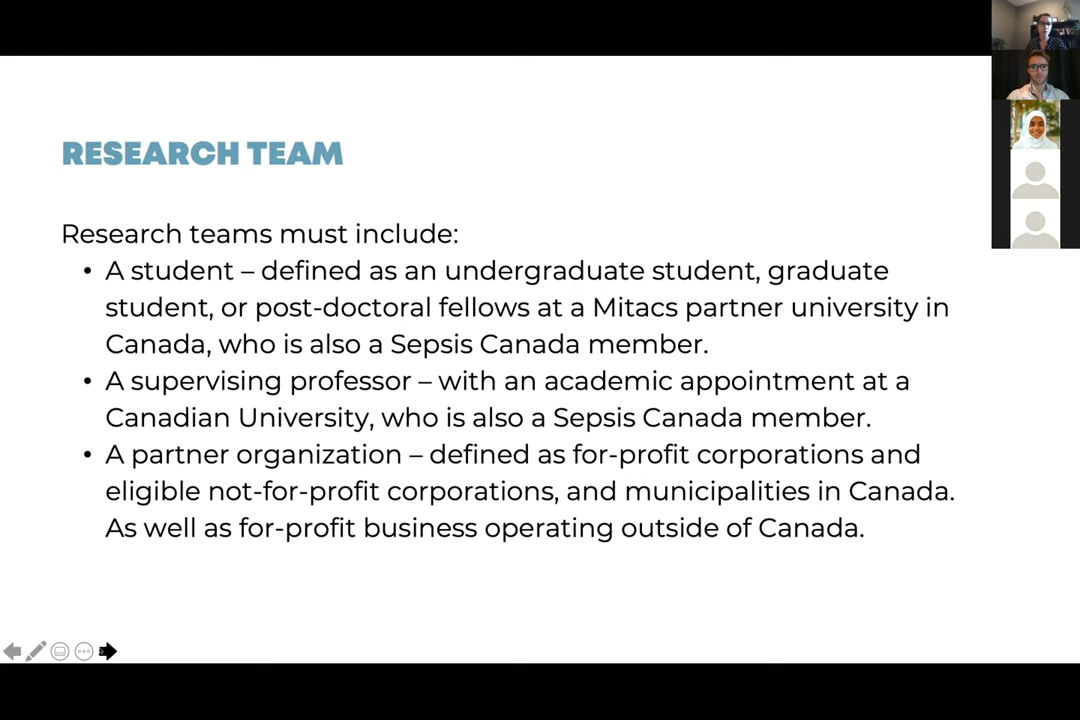 RESEARCH TEAM
Research teams must include:
• A student – defined as an undergraduate student, graduate
student, or post-doctoral fellows at a Mitacs partner university in
Canada, who is also a Sepsis Canada member.
• A supervising professor – with an academic appointment at a
Canadian University, who is also a Sepsis Canada member.
• A partner organization – defined as for-profit corporations and
eligible not-for-profit corporations, and municipalities in Canada.
As well as for-profit business operating outside of Canada.